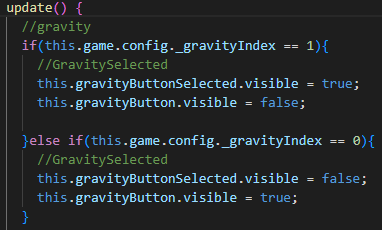 update() {
//gravity
if(this.game.config._gravityIndex == 1){
//GravitySelected
this.gravityButtonSelected.visible = true;
this.gravityButton.visible = false;
}else if(this.game.config._gravityIndex == 0){
//GravitySelected
this.gravityButtonSelected.visible = false;
this.gravityButton.visible = true;
}